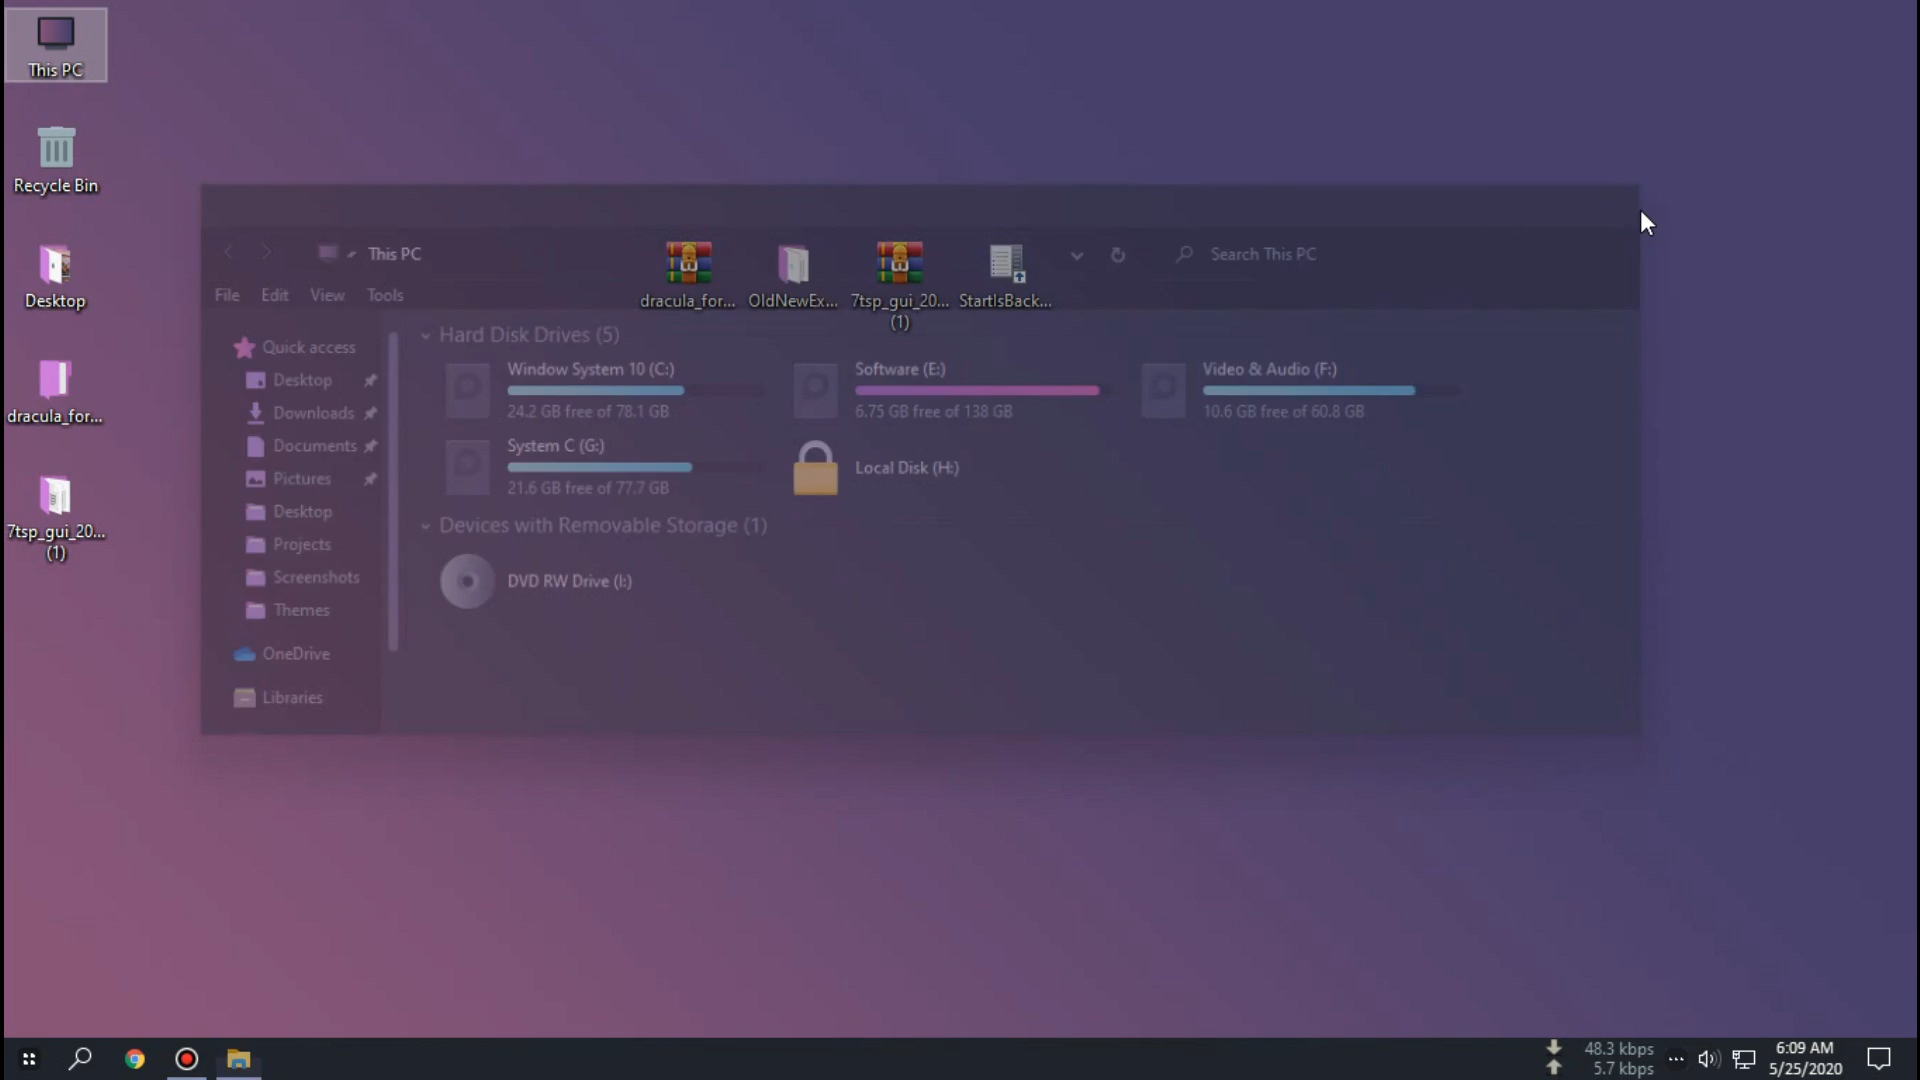 This PC
Recycle Bin
Desktop
dracula_for...
7tsp_gui_20...
(1)
This PC
dracula_for...
OldNewEx...
7tsp_gui_20...
(1)
StartIsBack...
Search This PC
File Edit View Tools
Quick access
Desktop
Downloads
Documents
Pictures
Desktop
Projects
Screenshots
Themes
OneDrive
Libraries
Hard Disk Drives (5)
Window System 10 (C:)
24.2 GB free of 78.1 GB
Software (E:)
6.75 GB free of 138 GB
Video & Audio (F:)
10.6 GB free of 60.8 GB
System C (G:)
21.6 GB free of 77.7 GB
Local Disk (H:)
Devices with Removable Storage (1)
DVD RW Drive (I:)
48.3 kbps
5.7 kbps
6:09 AM
5/25/2020